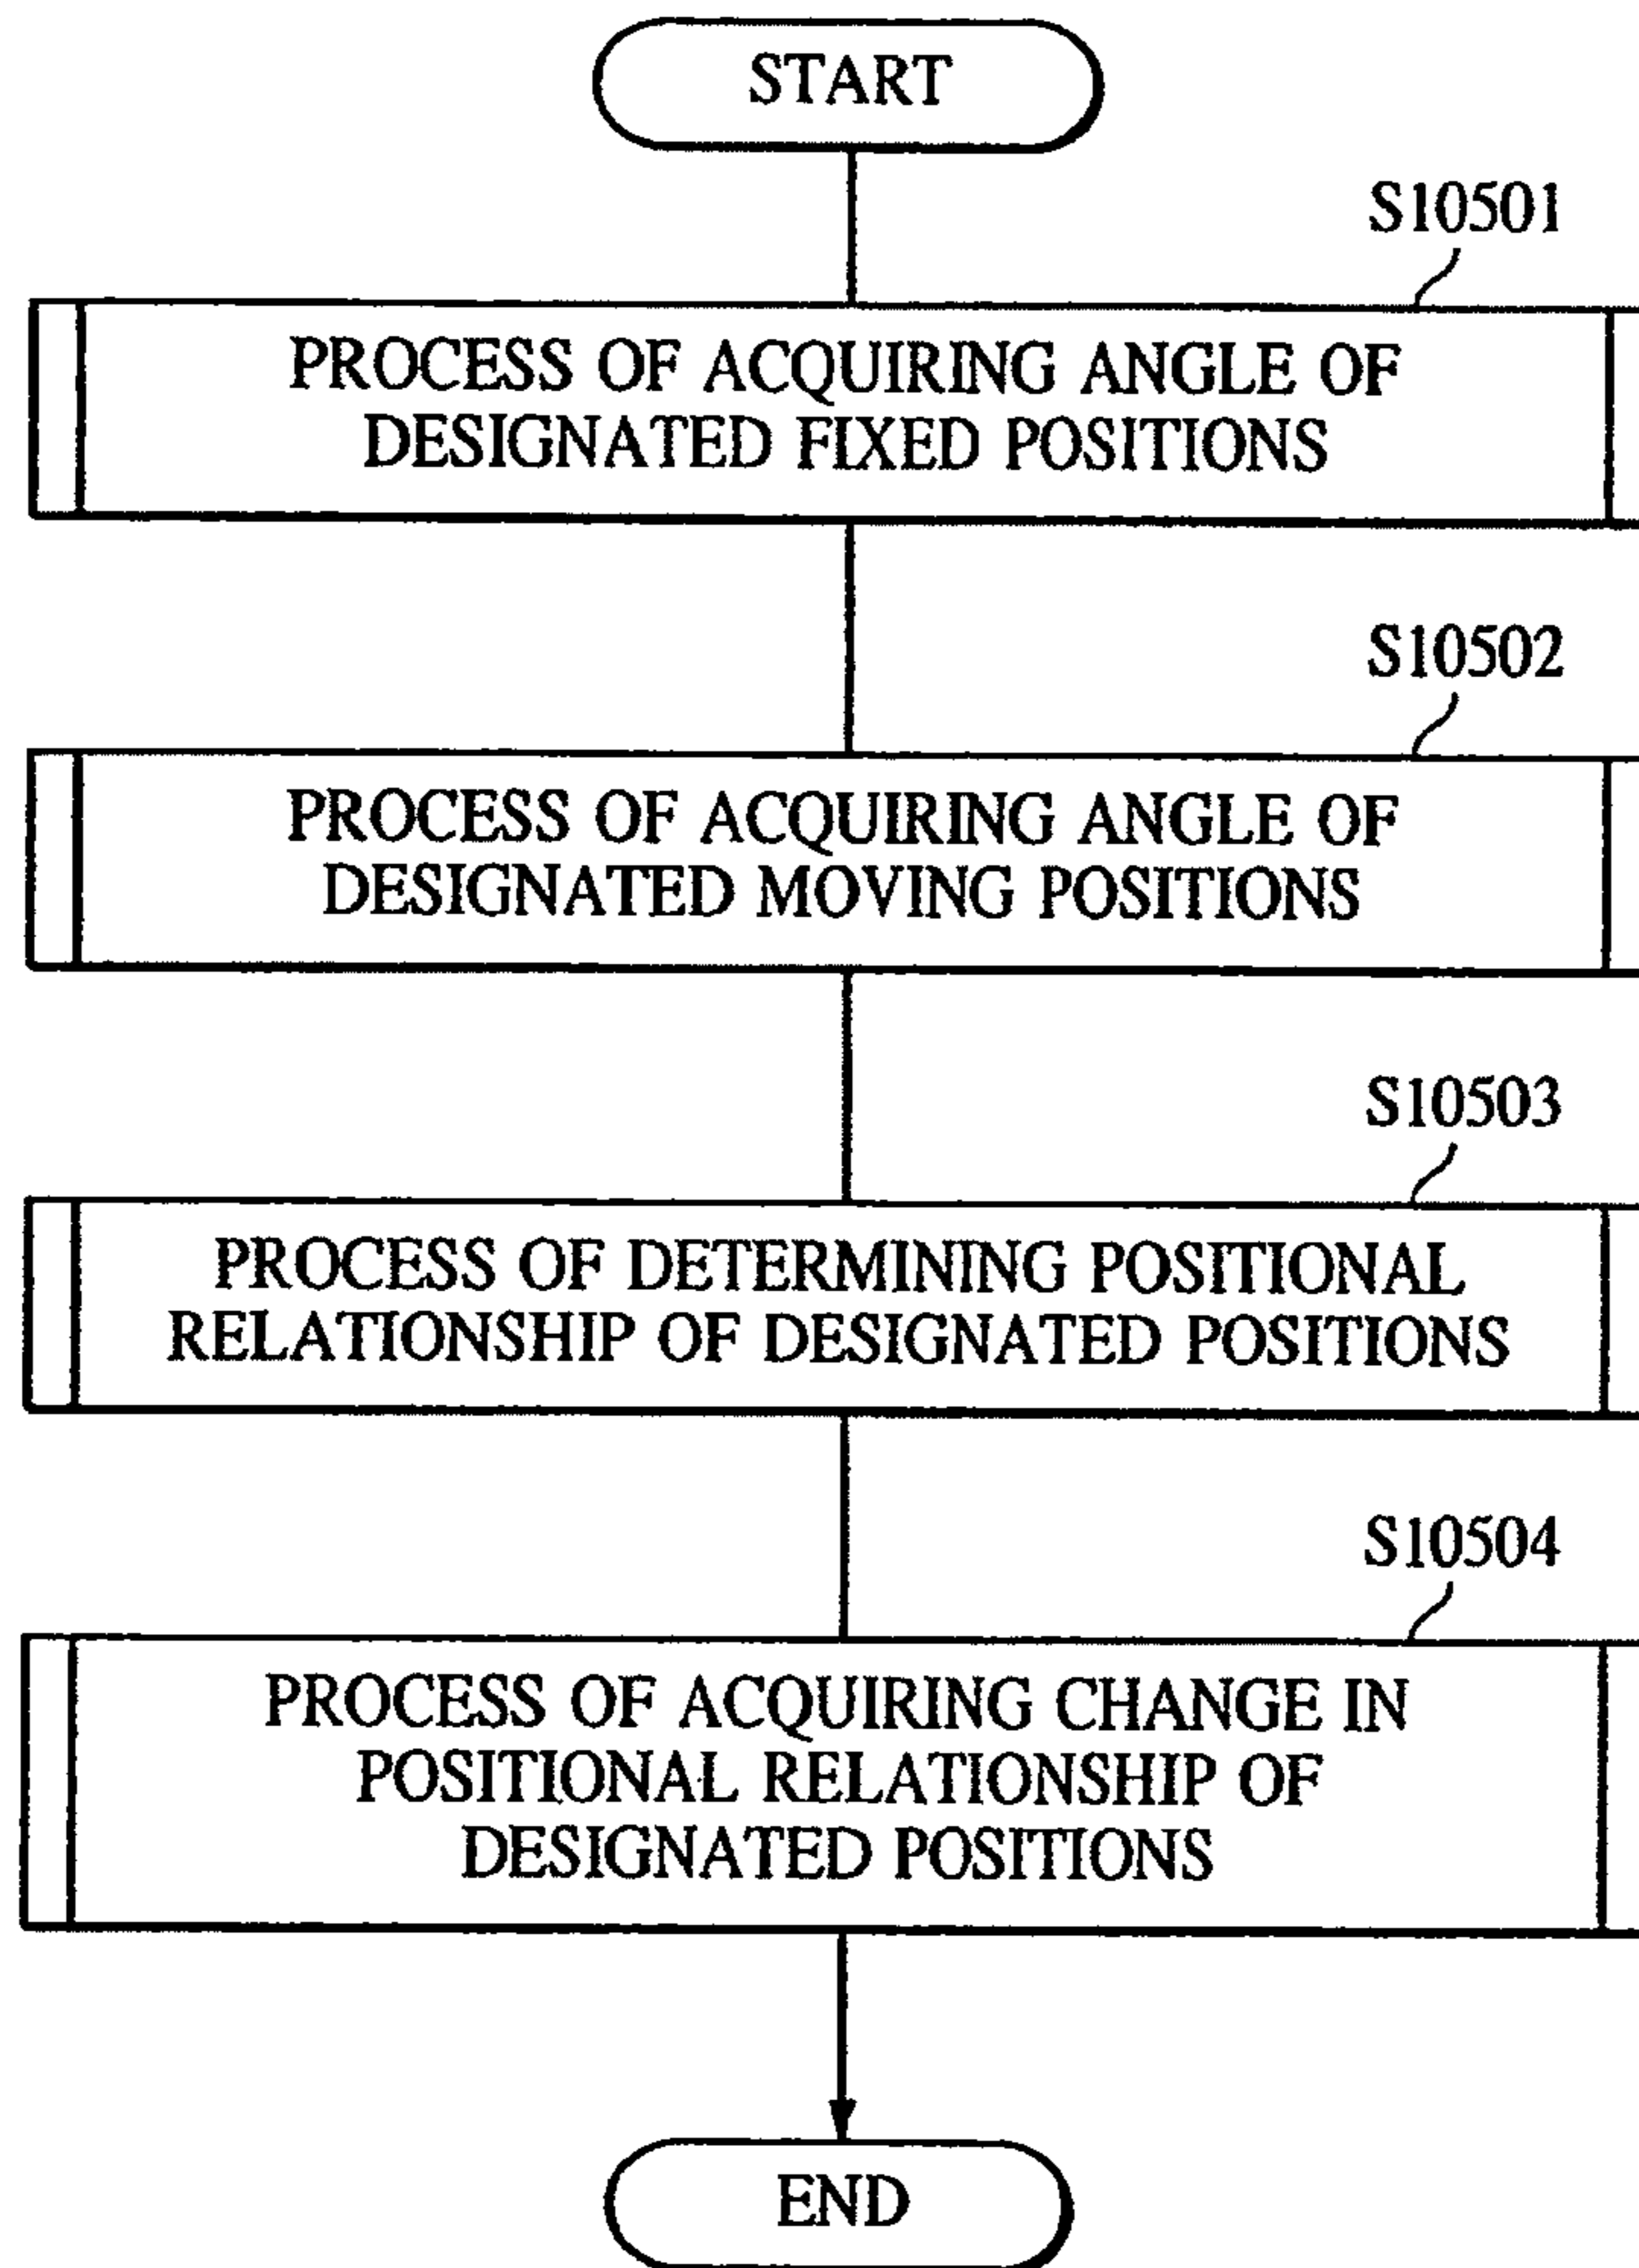 START
S10501
PROCESS OF ACQUIRING ANGLE OF
DESIGNATED FIXED POSITIONS
S10502
PROCESS OF ACQUIRING ANGLE OF
DESIGNATED MOVING POSITIONS
S10503
PROCESS OF DETERMINING POSITIONAL
RELATIONSHIP OF DESIGNATED POSITIONS
S10504
PROCESS OF ACQUIRING CHANGE IN
POSITIONAL RELATIONSHIP OF
DESIGNATED POSITIONS
END